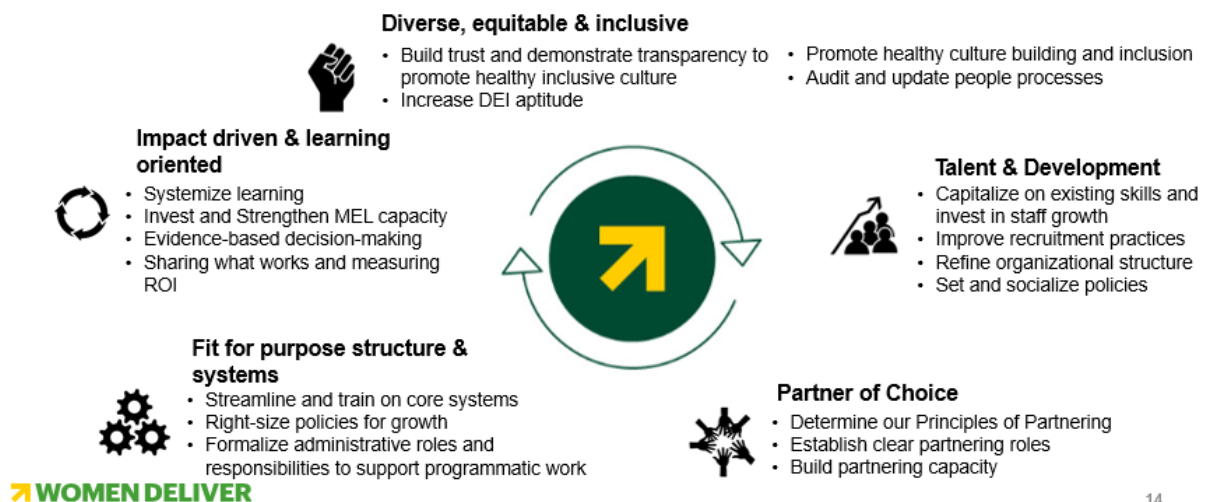 Diverse, equitable & inclusive
• Build trust and demonstrate transparency to
promote healthy inclusive culture
• Increase DEI aptitude
• Promote healthy culture building and inclusion
• Audit and update people processes
Impact driven & learning
oriented
• Systemize learning
• Invest and Strengthen MEL capacity
• Evidence-based decision-making
• Sharing what works and measuring
ROI
Talent & Development
• Capitalize on existing skills and
invest in staff growth
• Improve recruitment practices
• Refine organizational structure
• Set and socialize policies
Fit for purpose structure &
systems
• Streamline and train on core systems
• Right-size policies for growth
• Formalize administrative roles and
responsibilities to support programmatic work
Partner of Choice
• Determine our Principles of Partnering
• Establish clear partnering roles
• Build partnering capacity
WOMEN DELIVER
14